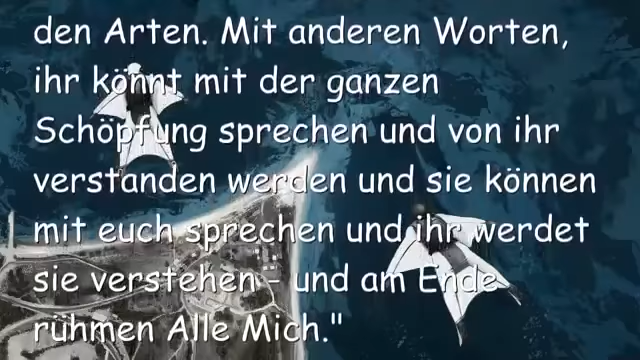 den Arten. Mit anderen Worten,
ihr könnt mit der ganzen
Schöpfung sprechen und von ihr
verstanden werden und sie können
mit euch sprechen und ihr werdet
sie verstehen - und am Ende
rühmen Alle Mich."